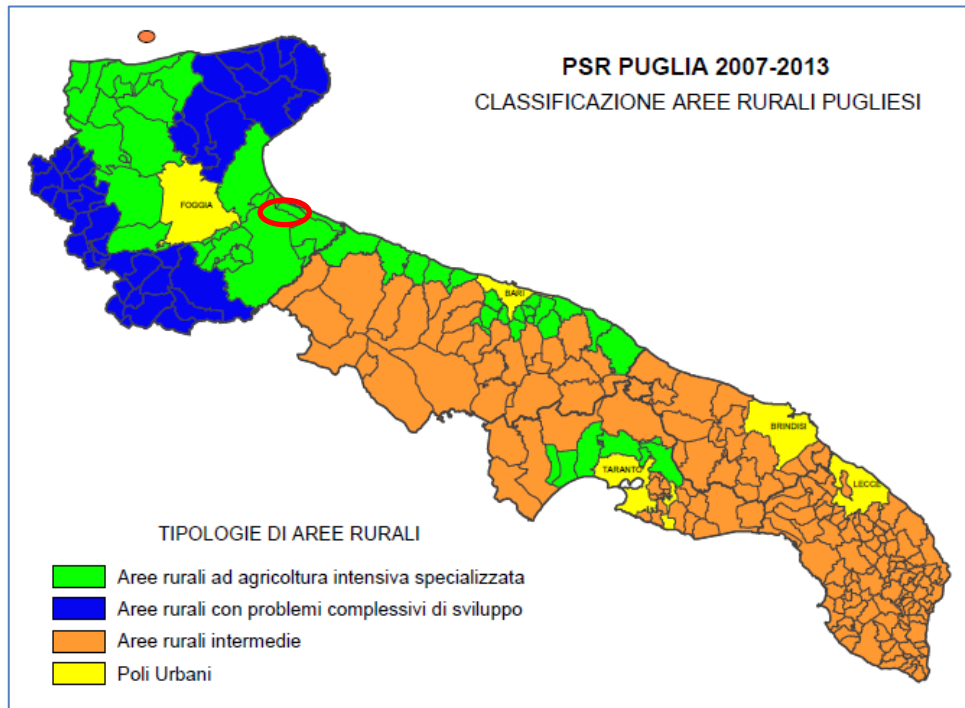 PSR PUGLIA 2007-2013
CLASSIFICAZIONE AREE RURALI PUGLIESI
FOGGIA
BARI
BRINDISI
TARANTO
LECCE
TIPOLOGIE DI AREE RURALI
Aree rurali ad agricoltura intensiva specializzata
Aree rurali con problemi complessivi di sviluppo
Aree rurali intermedie
Poli Urbani